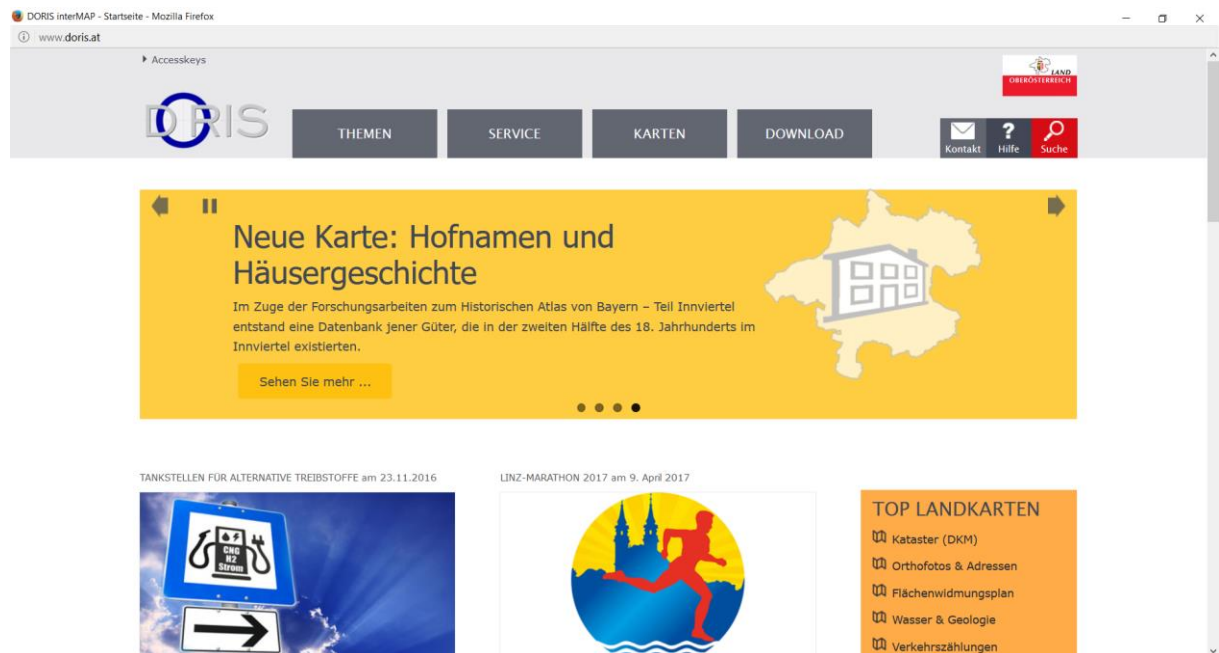 DORIS interMAP - Startseite - Mozilla Firefox
www.doris.at
Accesskeys
LAND
OBERÖSTERREICH
DORIS
THEMEN
SERVICE
KARTEN
DOWNLOAD
Kontakt
?
Hilfe
Suche
Neue Karte: Hofnamen und
Häusergeschichte
Im Zuge der Forschungsarbeiten zum Historischen Atlas von Bayern – Teil Innviertel
entstand eine Datenbank jener Güter, die in der zweiten Hälfte des 18. Jahrhunderts im
Innviertel existierten.
Sehen Sie mehr ...
TANKSTELLEN FÜR ALTERNATIVE TREIBSTOFFE am 23.11.2016
CNG
H2
Strom
LINZ-MARATHON 2017 am 9. April 2017
TOP LANDKARTEN
Kataster (DKM)
Orthofotos & Adressen
Flächenwidmungsplan
Wasser & Geologie
Verkehrszählungen